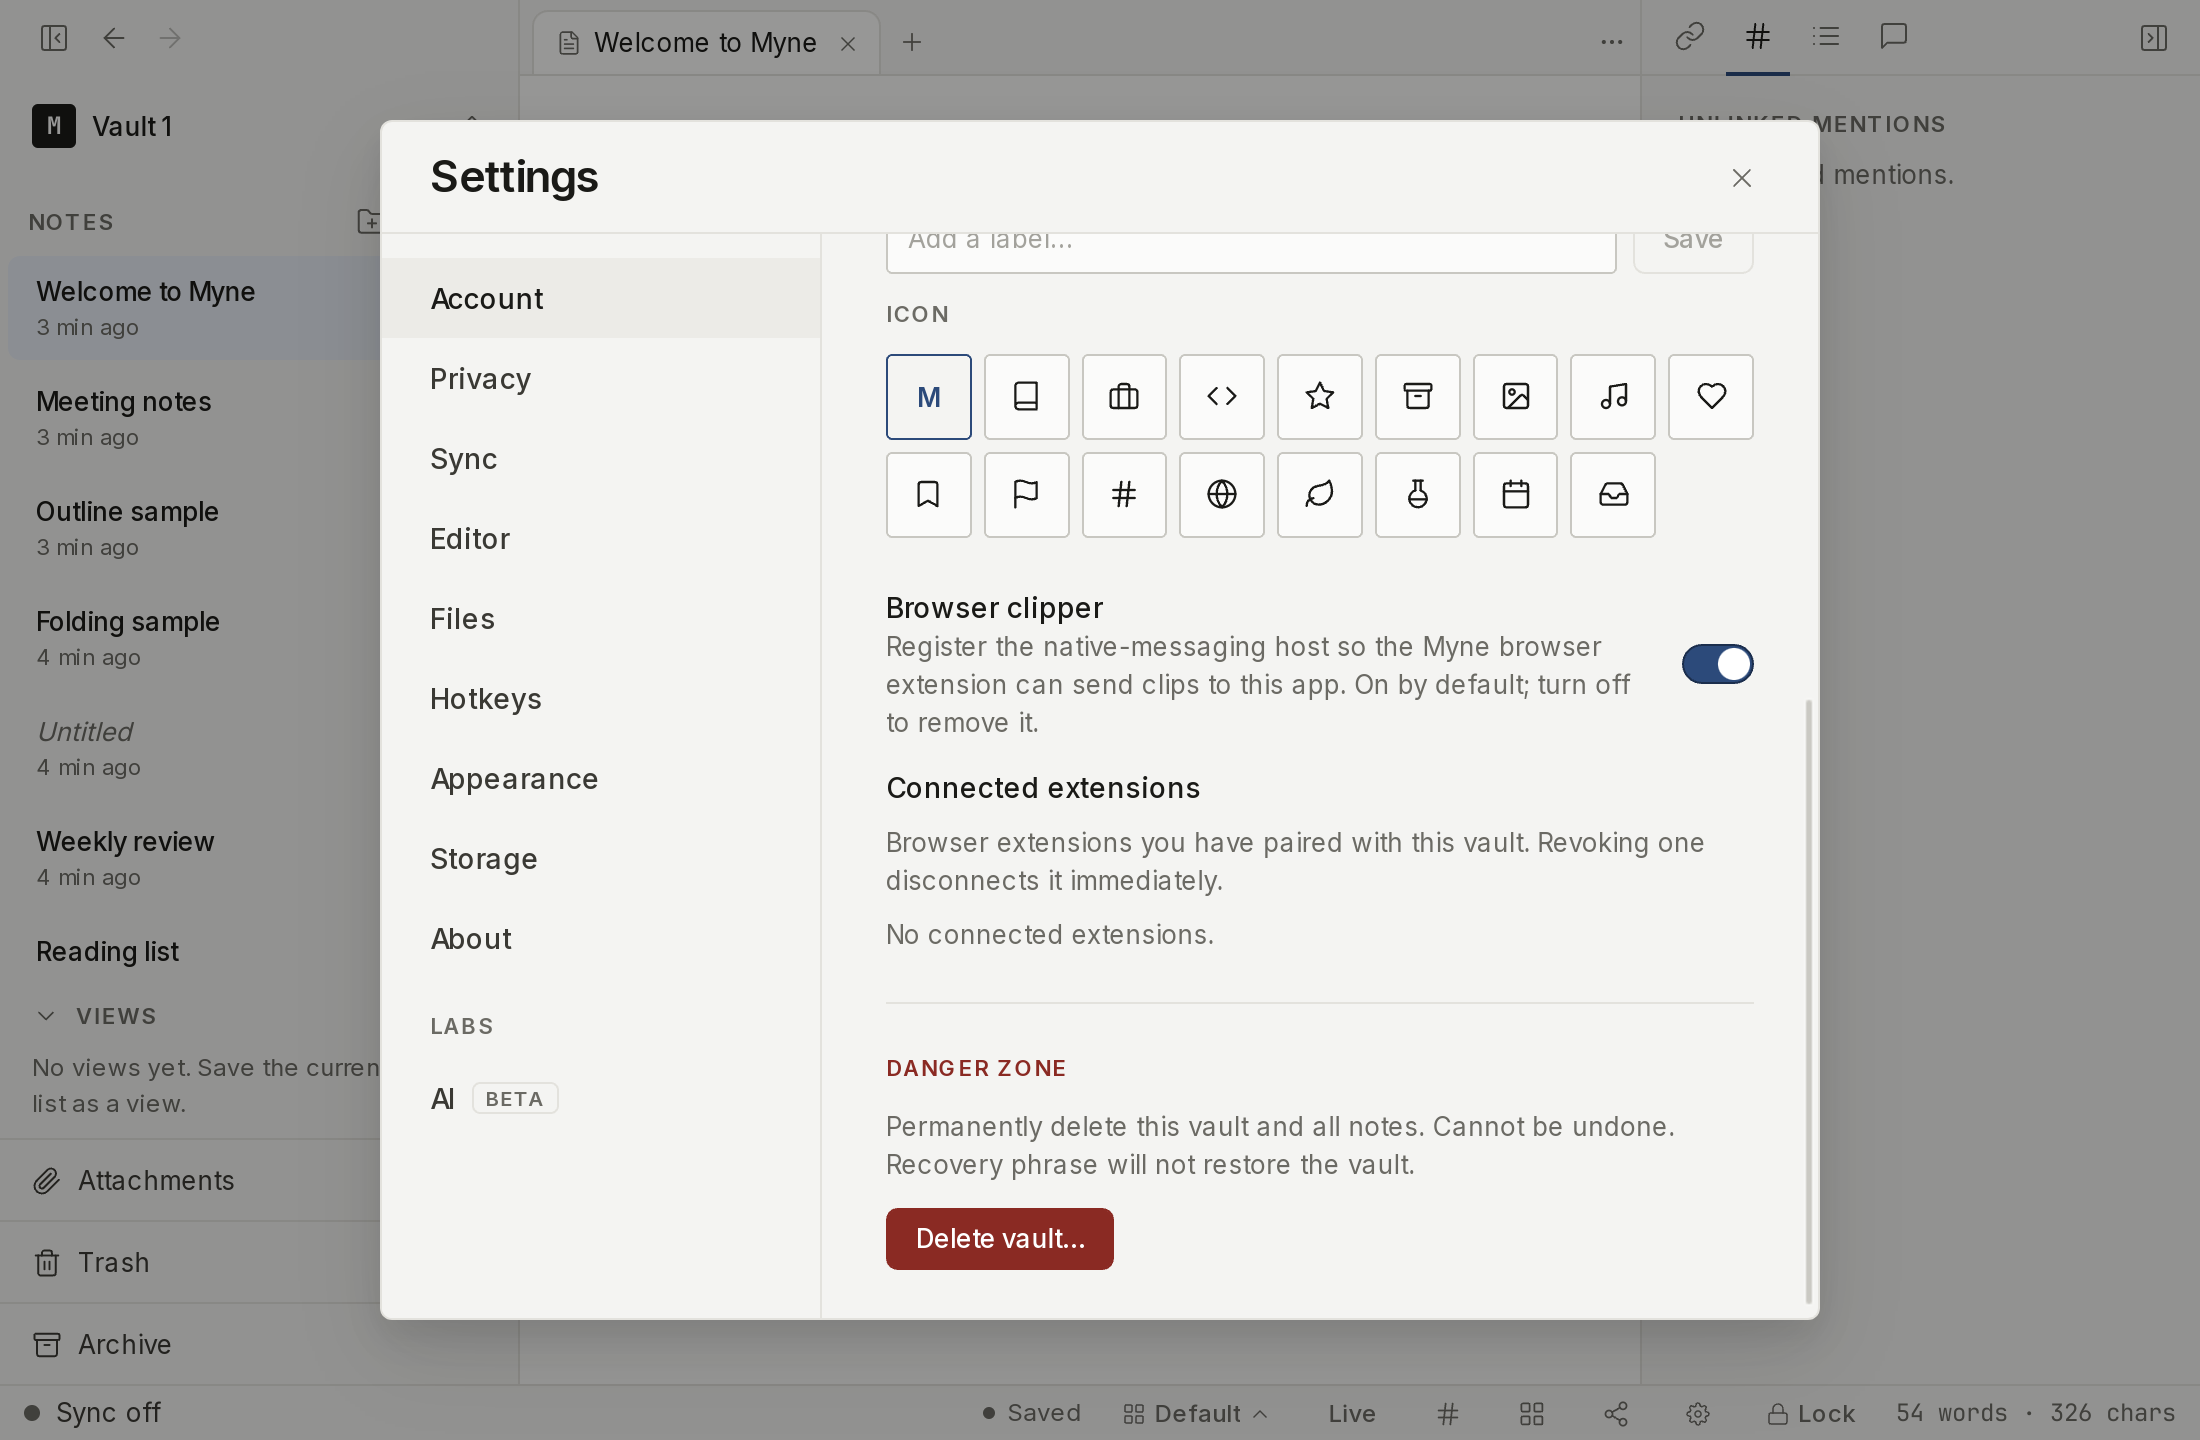 Welcome to Myne
M Vault 1
UNLINKED MENTIONS
mentions.
NOTES
Welcome to Myne
3 min ago
Meeting notes
3 min ago
Outline sample
3 min ago
Folding sample
4 min ago
Untitled
4 min ago
Weekly review
4 min ago
Reading list
VIEWS
No views yet. Save the curren
list as a view.
Attachments
Trash
Archive
Settings
Account
Privacy
Sync
Editor
Files
Hotkeys
Appearance
Storage
About
LABS
AI BETA
Add a label...
Save
ICON
M
Browser clipper
Register the native-messaging host so the Myne browser
extension can send clips to this app. On by default; turn off
to remove it.
Connected extensions
Browser extensions you have paired with this vault. Revoking one
disconnects it immediately.
No connected extensions.
DANGER ZONE
Permanently delete this vault and all notes. Cannot be undone.
Recovery phrase will not restore the vault.
Delete vault...
Sync off
Saved
Default
Live
Lock
54 words · 326 chars